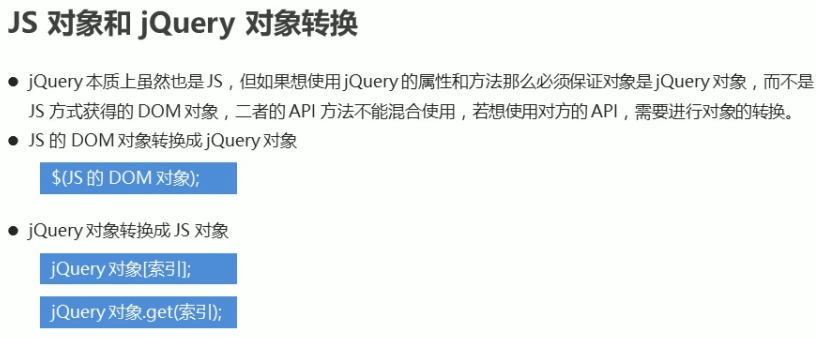 JS 对象和 jQuery 对象转换
● jQuery 本质上虽然也是 JS，但如果想使用 jQuery 的属性和方法那么必须保证对象是 jQuery 对象，而不是
JS 方式获得的 DOM 对象，二者的 API 方法不能混合使用，若想使用对方的 API，需要进行对象的转换。
● JS 的 DOM 对象转换成 jQuery 对象
$(JS 的 DOM 对象);
● jQuery 对象转换成 JS 对象
jQuery 对象[索引];
jQuery 对象.get(索引);